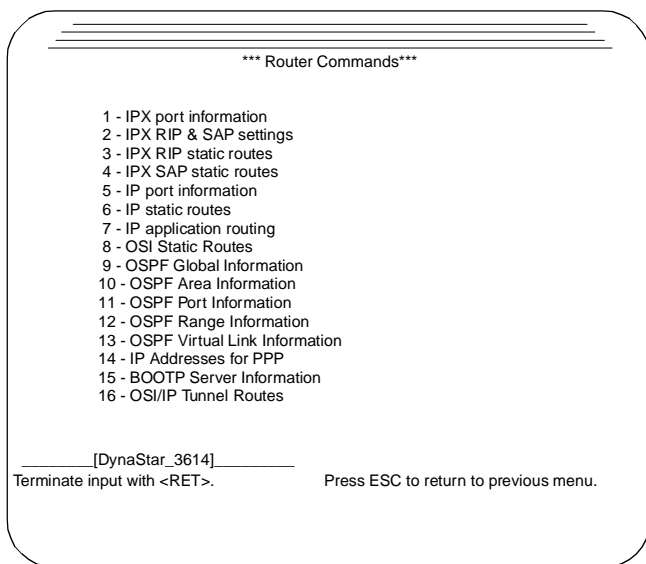 *** Router Commands***
1 - IPX port information
2 - IPX RIP & SAP settings
3 - IPX RIP static routes
4 - IPX SAP static routes
5 - IP port information
6 - IP static routes
7 - IP application routing
8 - OSI Static Routes
9 - OSPF Global Information
10 - OSPF Area Information
11 - OSPF Port Information
12 - OSPF Range Information
13 - OSPF Virtual Link Information
14 - IP Addresses for PPP
15 - BOOTP Server Information
16 - OSI/IP Tunnel Routes
_________[DynaStar_3614]__________
Terminate input with <RET>. Press ESC to return to previous menu.